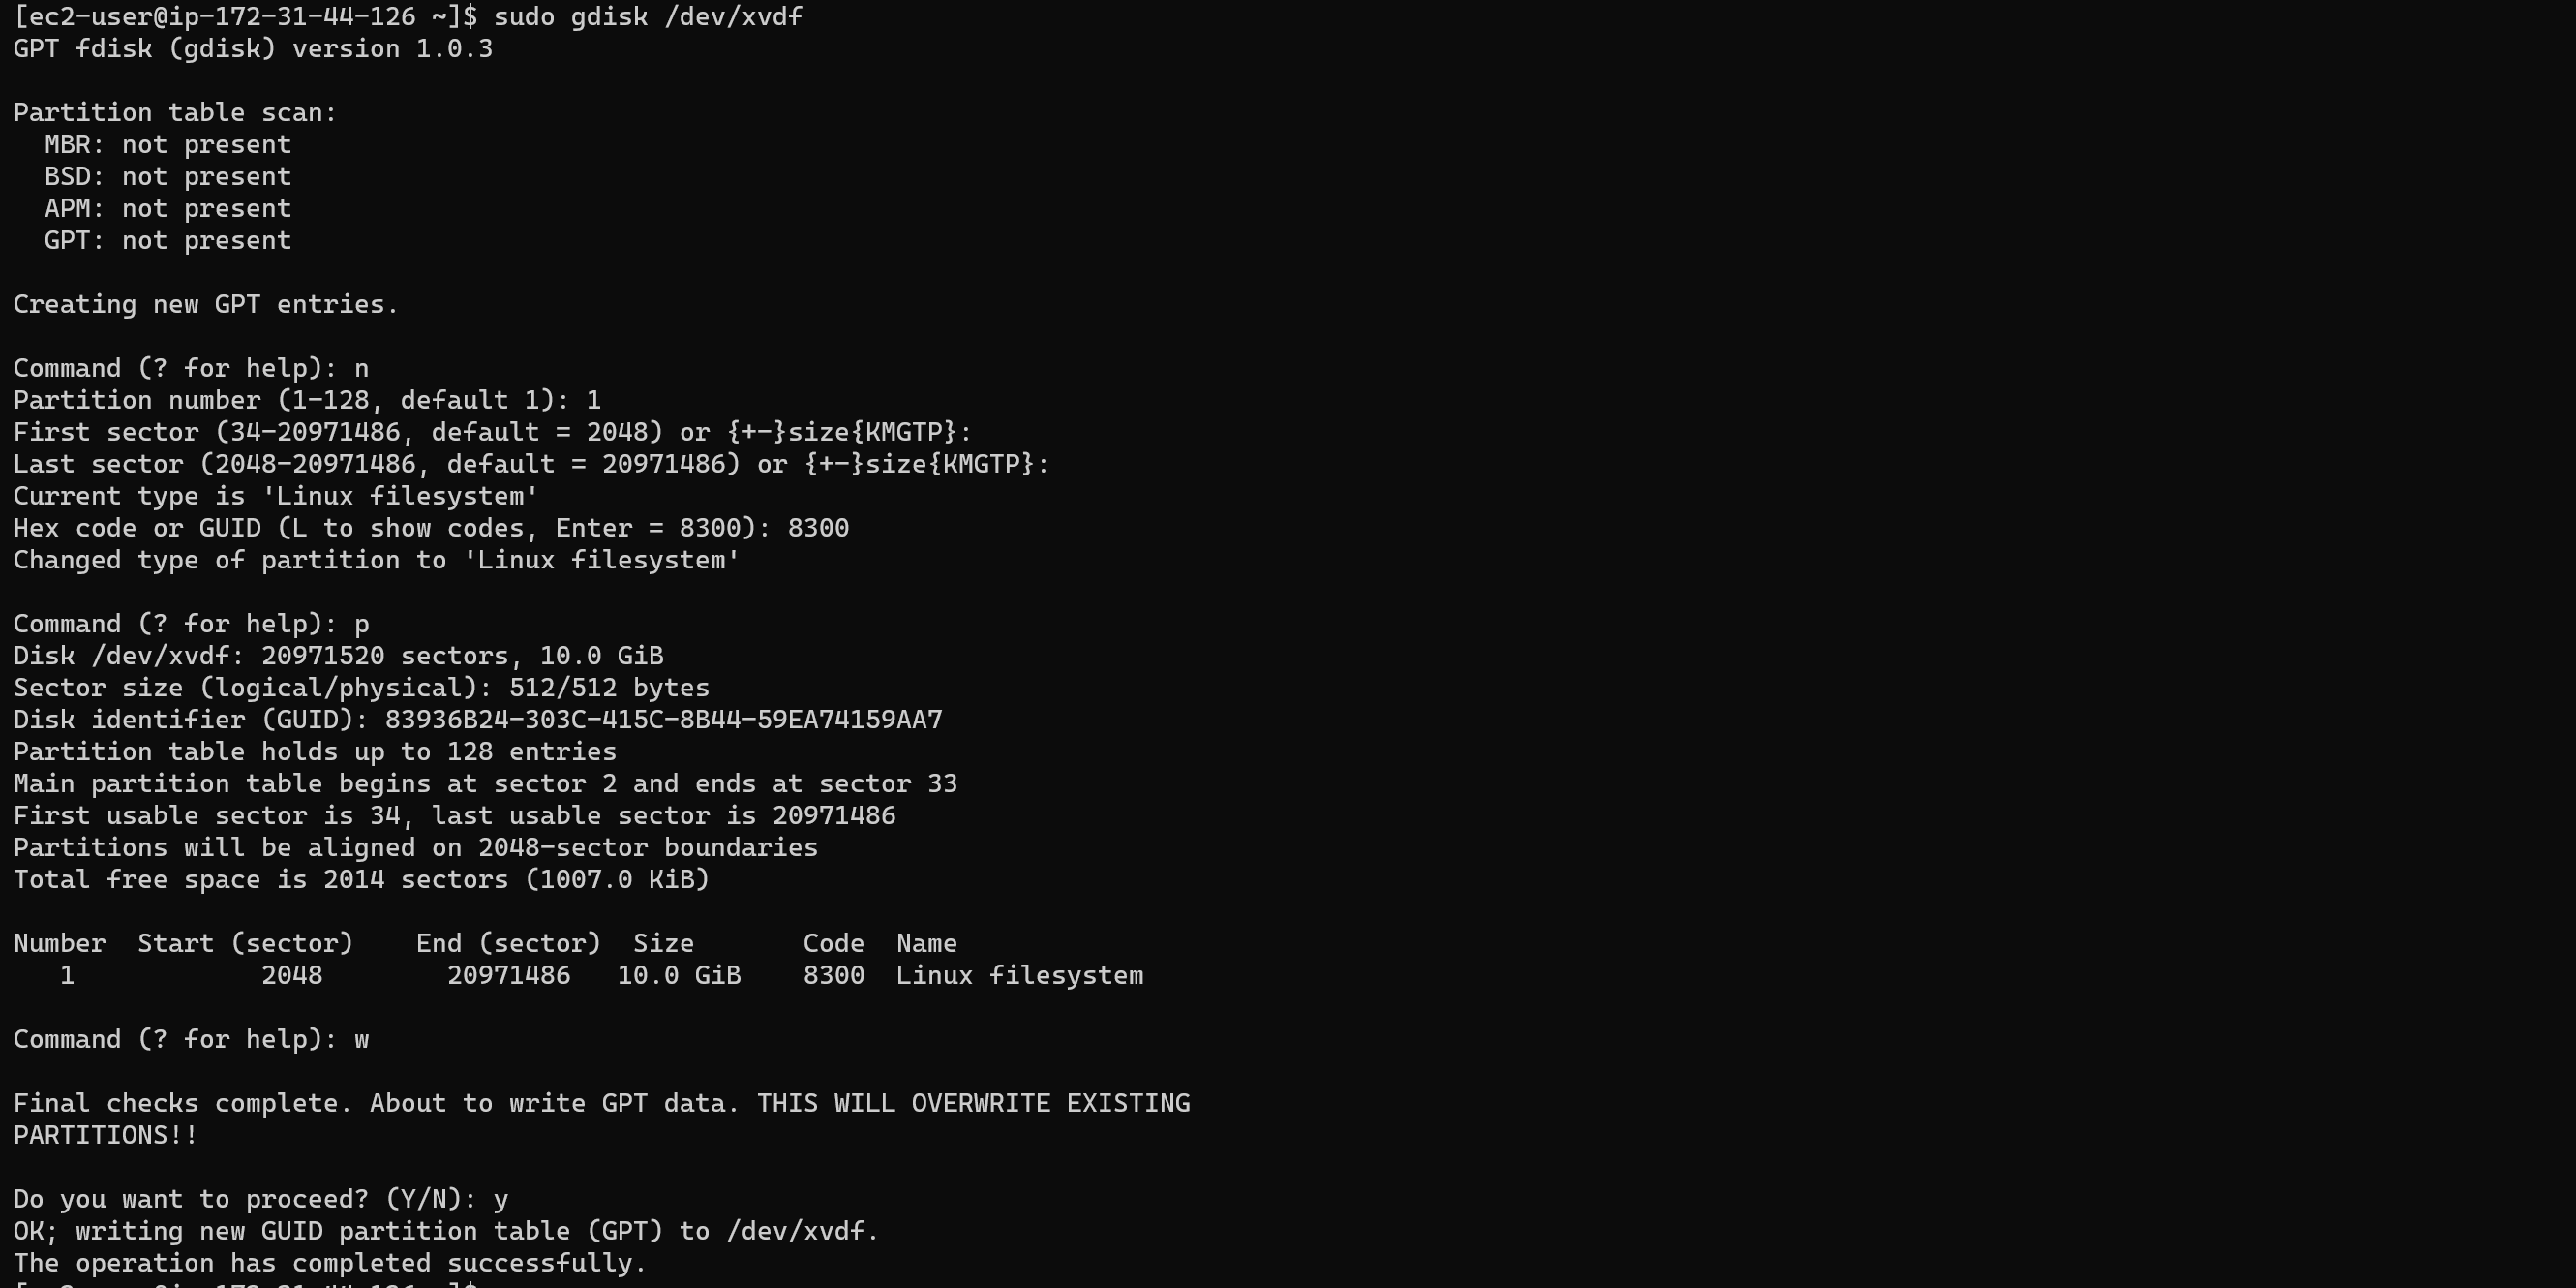 [ec2-user@ip-172-31-44-126 ~]$ sudo gdisk /dev/xvdf
GPT fdisk (gdisk) version 1.0.3
Partition table scan:
  MBR: not present
  BSD: not present
  APM: not present
  GPT: not present
Creating new GPT entries.
Command (? for help): n
Partition number (1-128, default 1): 1
First sector (34-20971486, default = 2048) or {+-}size{KMGTP}:
Last sector (2048-20971486, default = 20971486) or {+-}size{KMGTP}:
Current type is 'Linux filesystem'
Hex code or GUID (L to show codes, Enter = 8300): 8300
Changed type of partition to 'Linux filesystem'
Command (? for help): p
Disk /dev/xvdf: 20971520 sectors, 10.0 GiB
Sector size (logical/physical): 512/512 bytes
Disk identifier (GUID): 83936B24-303C-415C-8B44-59EA74159AA7
Partition table holds up to 128 entries
Main partition table begins at sector 2 and ends at sector 33
First usable sector is 34, last usable sector is 20971486
Partitions will be aligned on 2048-sector boundaries
Total free space is 2014 sectors (1007.0 KiB)
Number  Start (sector)    End (sector)  Size       Code  Name
   1            2048        20971486   10.0 GiB    8300  Linux filesystem
Command (? for help): w
Final checks complete. About to write GPT data. THIS WILL OVERWRITE EXISTING
PARTITIONS!!
Do you want to proceed? (Y/N): y
OK; writing new GUID partition table (GPT) to /dev/xvdf.
The operation has completed successfully.